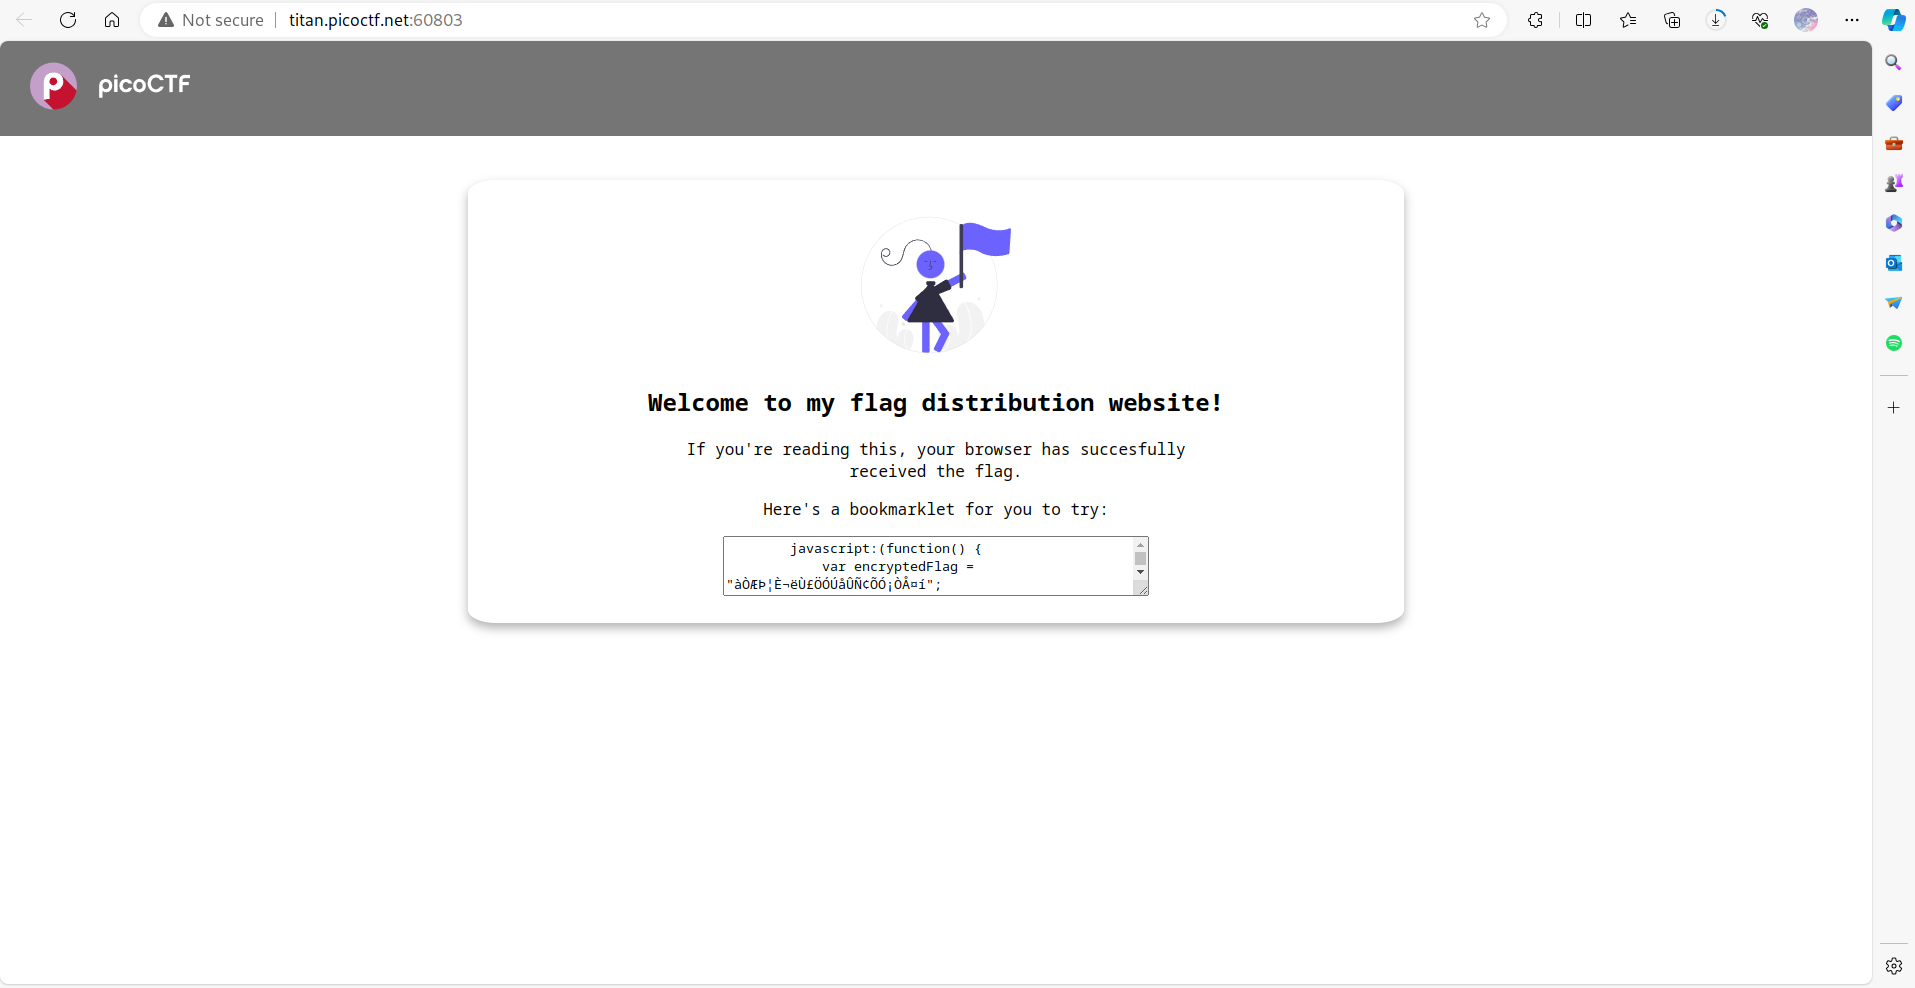 Not secure
titan.picoctf.net:60803
picoCTF
Welcome to my flag distribution website!
If you're reading this, your browser has succesfully
received the flag.
Here's a bookmarklet for you to try:
javascript:(function() {
var encryptedFlag =
"àÒÆÞ¦È¬ëÙ£ÖÓÚåÛÑ¢ÕÓ¡ÒÅ¤í";